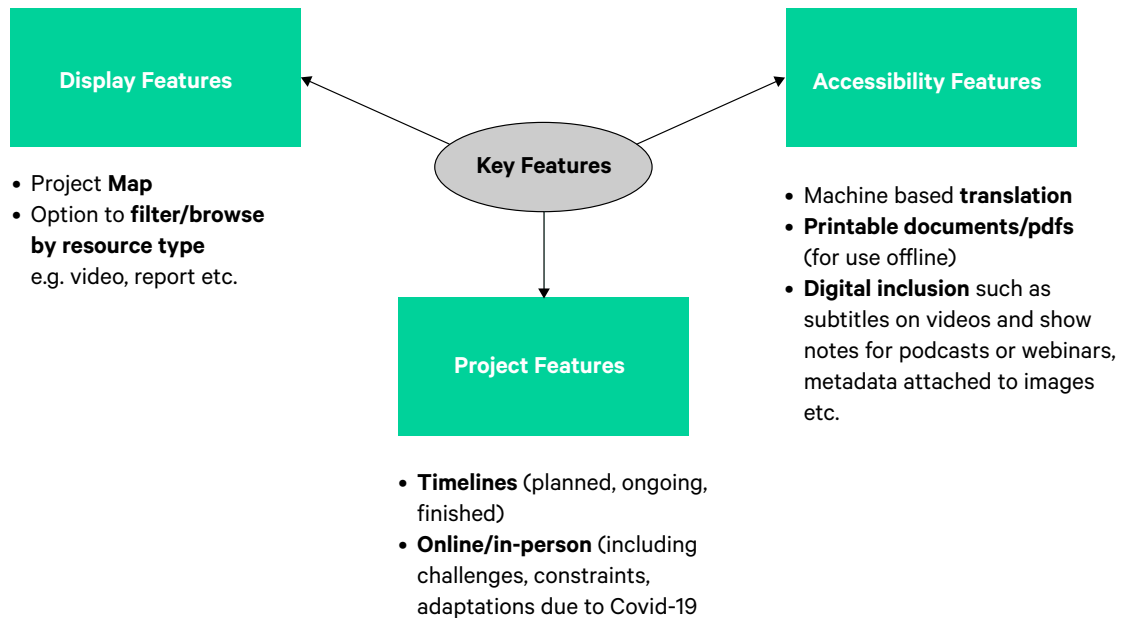 Key Features
Display Features
• Project Map
• Option to filter/browse
by resource type
e.g. video, report etc.
Accessibility Features
• Machine based translation
• Printable documents/pdfs
(for use offline)
• Digital inclusion such as
subtitles on videos and show
notes for podcasts or webinars,
metadata attached to images
etc.
Project Features
• Timelines (planned, ongoing,
finished)
• Online/in-person (including
challenges, constraints,
adaptations due to Covid-19